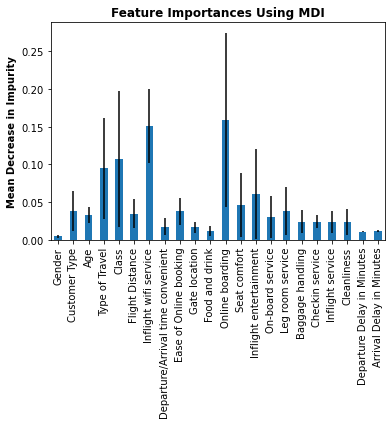 Feature Importances Using MDI
Mean Decrease in Impurity
0.25
0.20
0.15
0.10
0.05
0.00
Gender
Customer Type
Age
Type of Travel
Class
Flight Distance
Inflight wifi service
Departure/Arrival time convenient
Ease of Online booking
Gate location
Food and drink
Online boarding
Seat comfort
Inflight entertainment
On-board service
Leg room service
Baggage handling
Checkin service
Inflight service
Cleanliness
Departure Delay in Minutes
Arrival Delay in Minutes